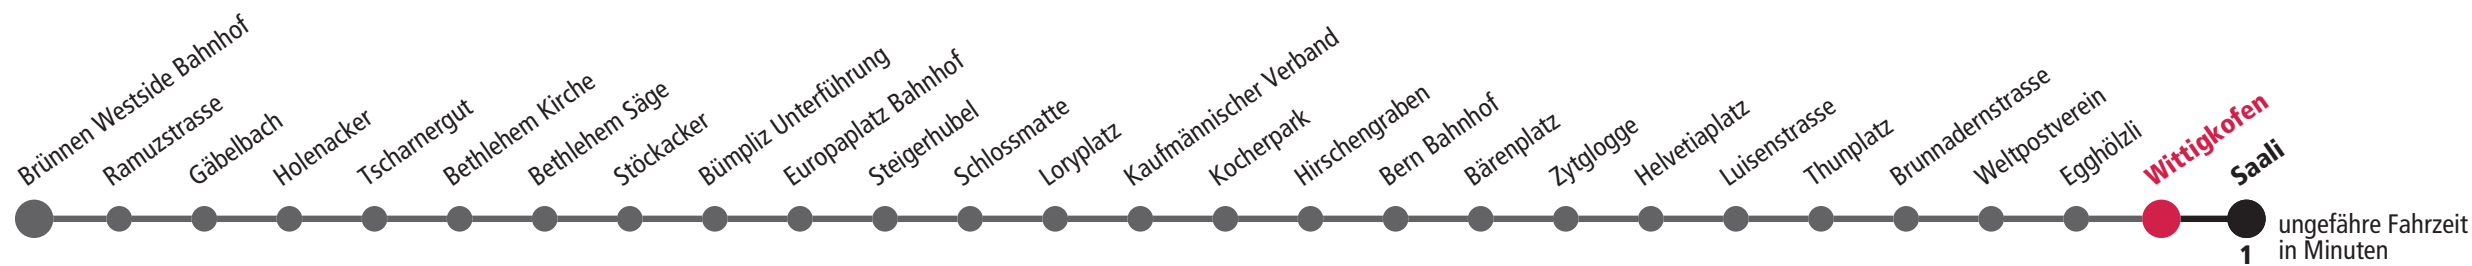 Brünnen Westside Bahnhof
Ramuzstrasse
Gäbelbach
Holenacker
Tscharnergut
Bethlehem Kirche
Bethlehem Säge
Stöckacker
Bümpliz Unterführung
Europaplatz Bahnhof
Steigerhubel
Schlossmatte
Loryplatz
Kaufmännischer Verband
Kocherpark
Hirschengraben
Bern Bahnhof
Bärenplatz
Zytglogge
Helvetiaplatz
Luisenstrasse
Thunplatz
Brunnadernstrasse
Weltpostverein
Egghölzli
Wittigkofen
Saali
1
ungefähre Fahrzeit
in Minuten